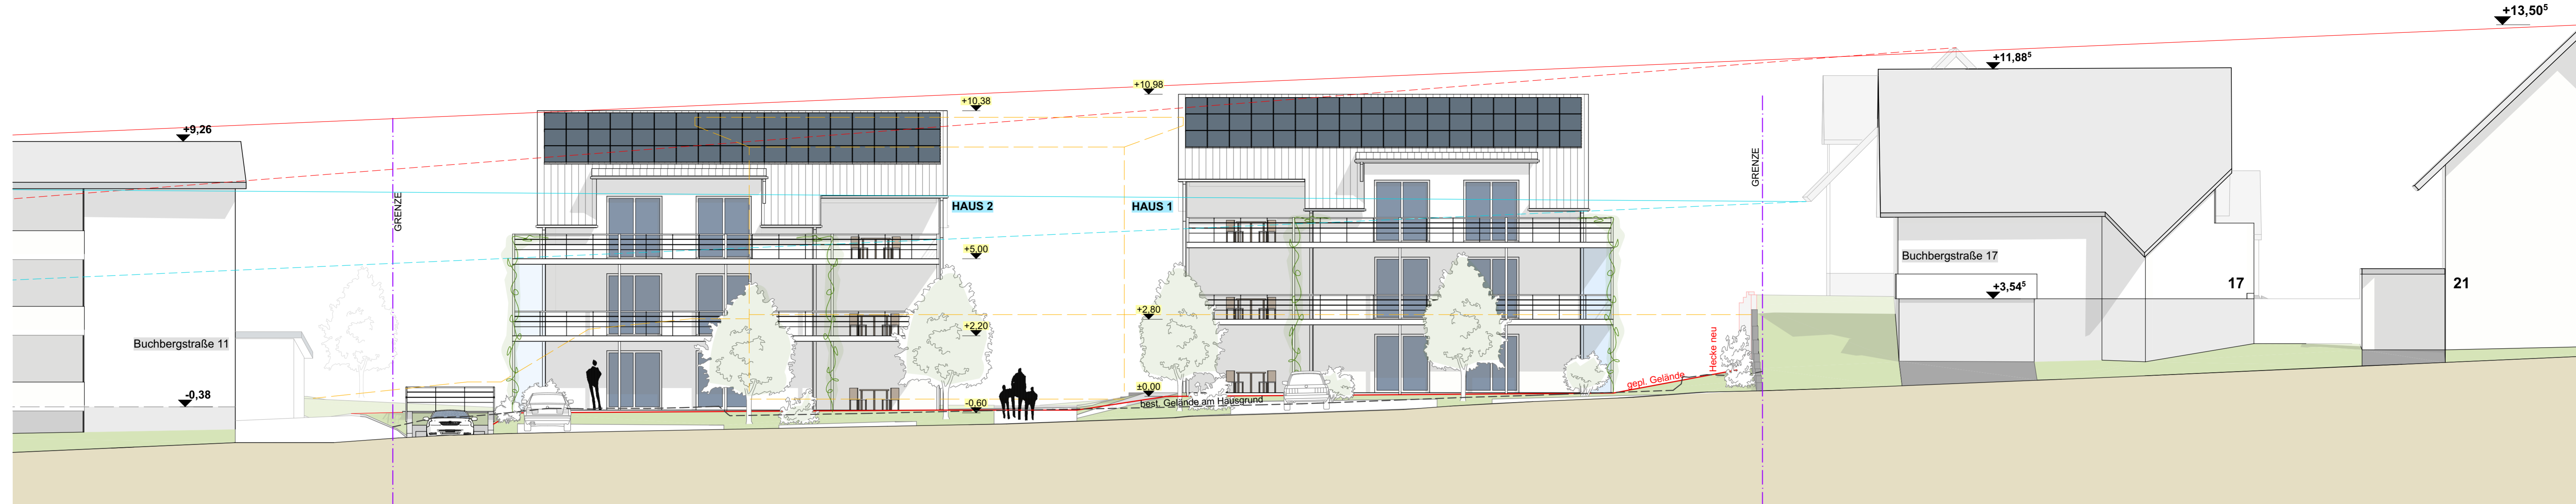 +13,50⁵
+11,88⁵
+10,98
+10,38
+9,26
GRENZE
GRENZE
HAUS 2
HAUS 1
+5,00
Buchbergstraße 17
17
21
+3,54⁵
+2,80
+2,20
Buchbergstraße 11
Hecke neu
gepl. Gelände
±0,00
-0,38
-0,60
best. Gelände am Hausgrund